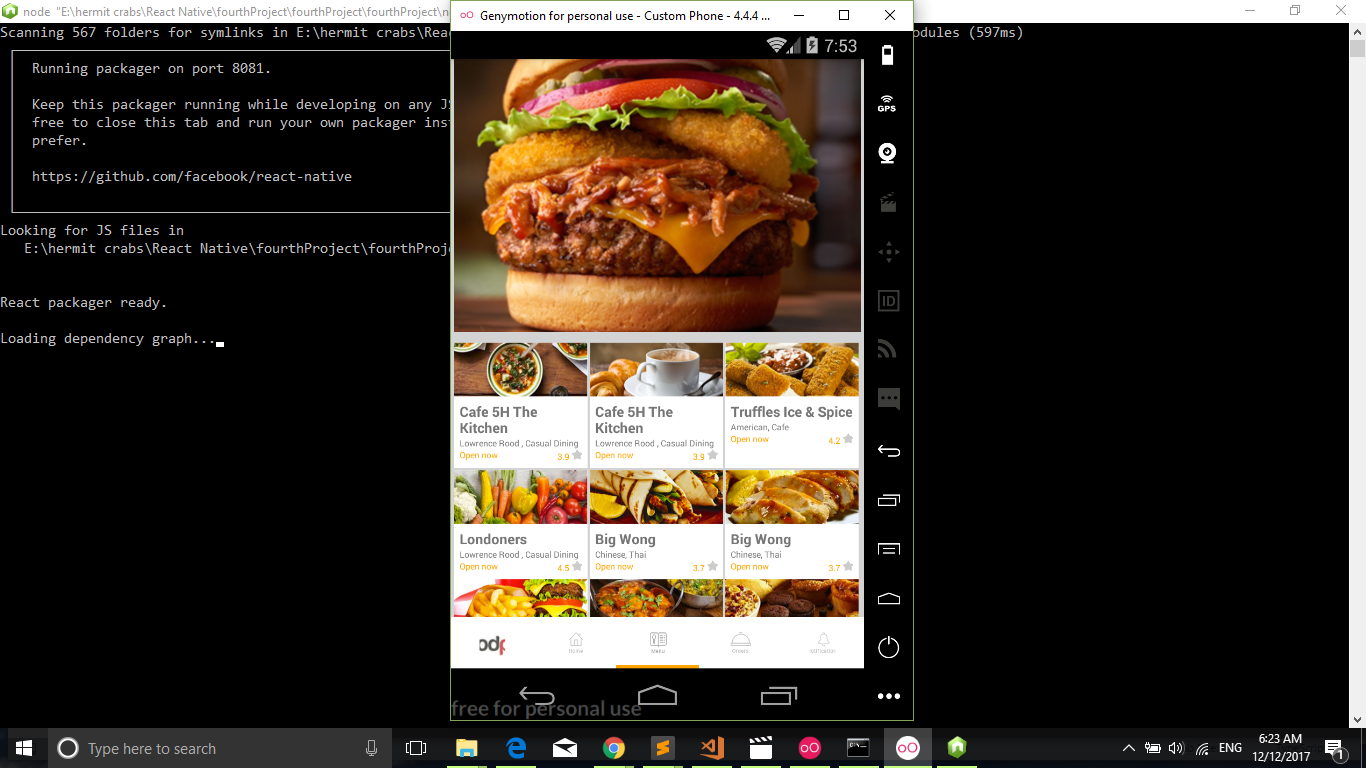 node "E:\hermit crabs\React Native\fourthProject\fourthProject\n
Genymotion for personal use - Custom Phone - 4.4.4 ...
Scanning 567 folders for symlinks in E:\hermit crabs\Reac
odules (597ms)
Running packager on port 8081.
Keep this packager running while developing on any JS
free to close this tab and run your own packager inst
prefer.
https://github.com/facebook/react-native
Looking for JS files in
E:\hermit crabs\React Native\fourthProject\fourthProje
React packager ready.
Loading dependency graph...
7:53
GPS
ID
Cafe 5H The
Kitchen
Lowrence Rood , Casual Dining
Open now
3.9
Cafe 5H The
Kitchen
Lowrence Rood , Casual Dining
Open now
3.9
Truffles Ice & Spice
American, Cafe
Open now
4.2
Londoners
Lowrence Rood , Casual Dining
Open now
4.5
Big Wong
Chinese, Thai
Open now
3.7
Big Wong
Chinese, Thai
Open now
3.7
Home
Menu
Orders
Notification
free for personal use
Type here to search
ENG
6:23 AM
12/12/2017
1